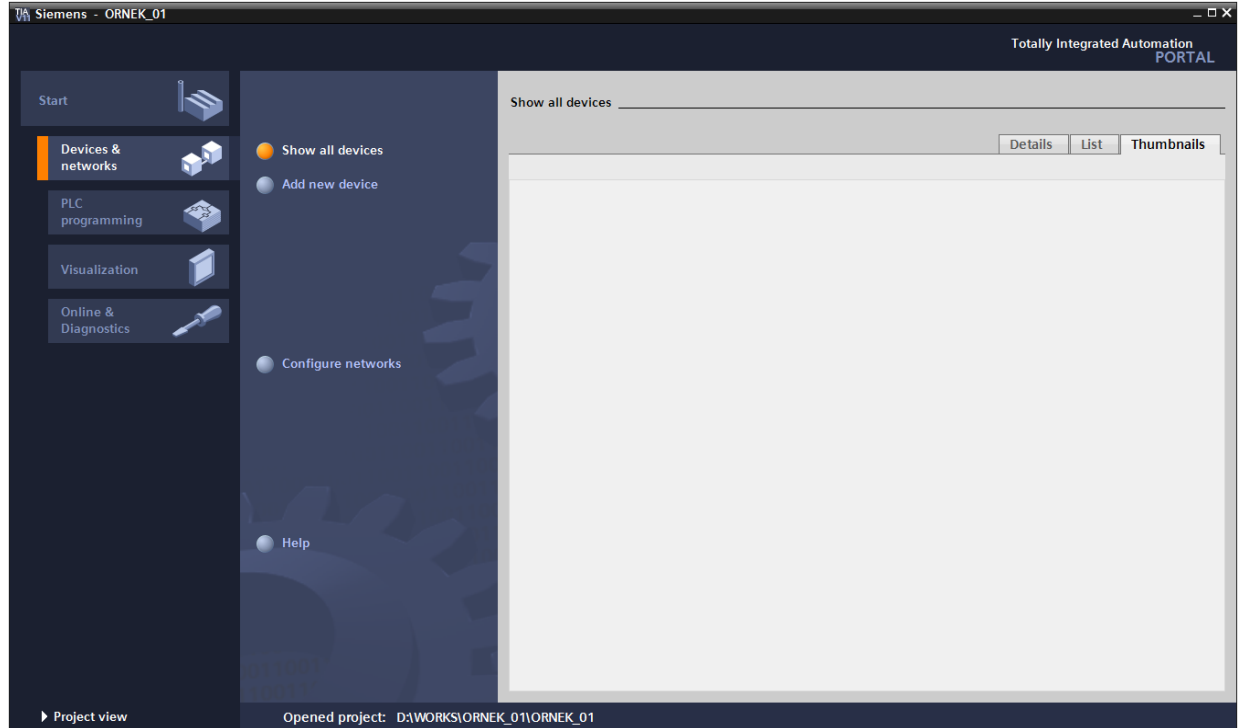 Siemens - ORNEK_01
Totally Integrated Automation
PORTAL
Start
Devices &
networks
PLC
programming
Visualization
Online &
Diagnostics
Show all devices
Add new device
Configure networks
Help
Show all devices
Details List Thumbnails
Project view
Opened project: D:\WORKS\ORNEK_01\ORNEK_01